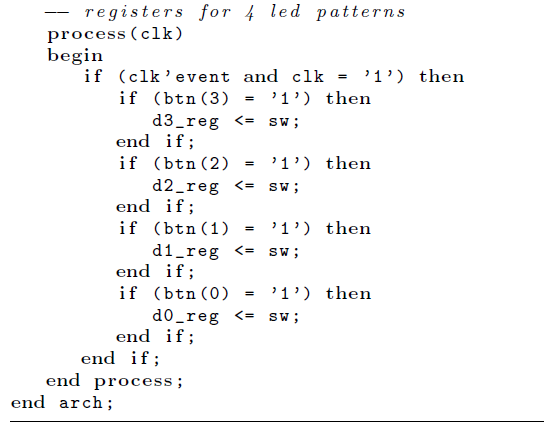 —— registers for 4 led patterns
process(clk)
begin
if (clk'event and clk = '1') then
if (btn(3) = '1') then
d3_reg <= sw;
end if;
if (btn(2) = '1') then
d2_reg <= sw;
end if;
if (btn(1) = '1') then
d1_reg <= sw;
end if;
if (btn(0) = '1') then
d0_reg <= sw;
end if;
end if;
end process;
end arch;